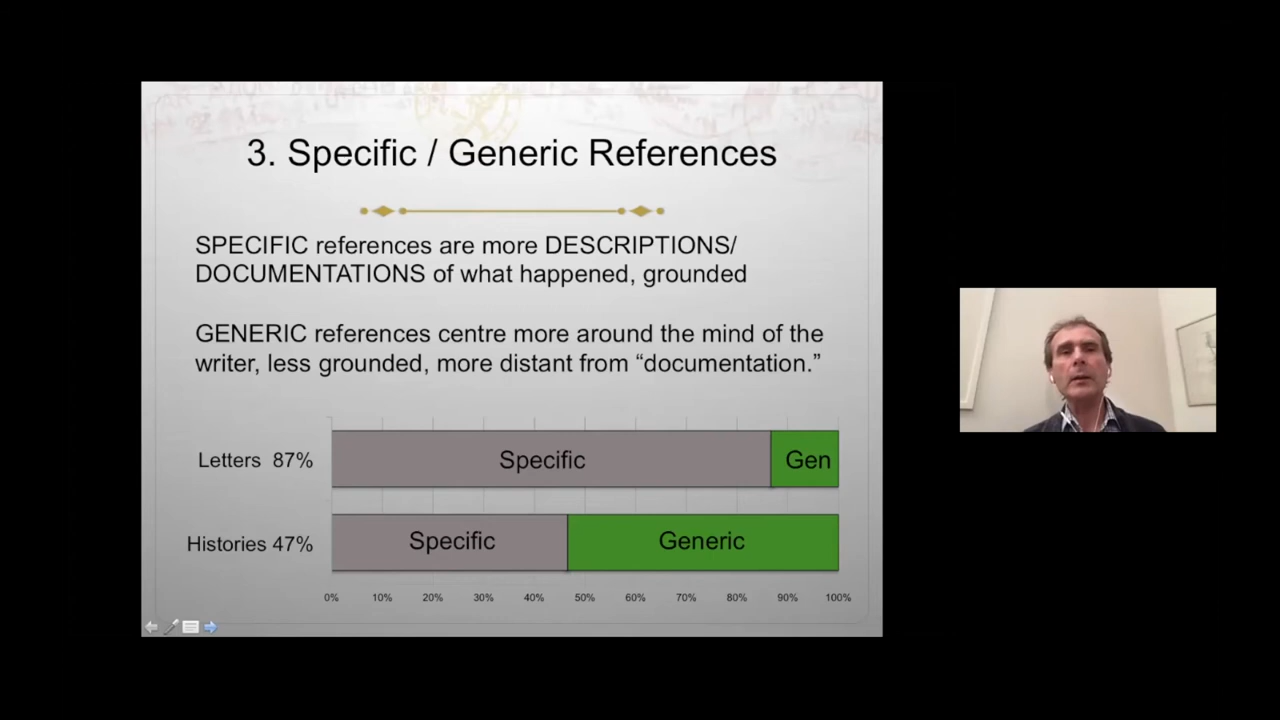 3. Specific / Generic References
SPECIFIC references are more DESCRIPTIONS/
DOCUMENTATIONS of what happened, grounded
GENERIC references centre more around the mind of the
writer, less grounded, more distant from “documentation.”
Letters 87% Specific Gen
Histories 47% Specific Generic
0% 10% 20% 30% 40% 50% 60% 70% 80% 90% 100%